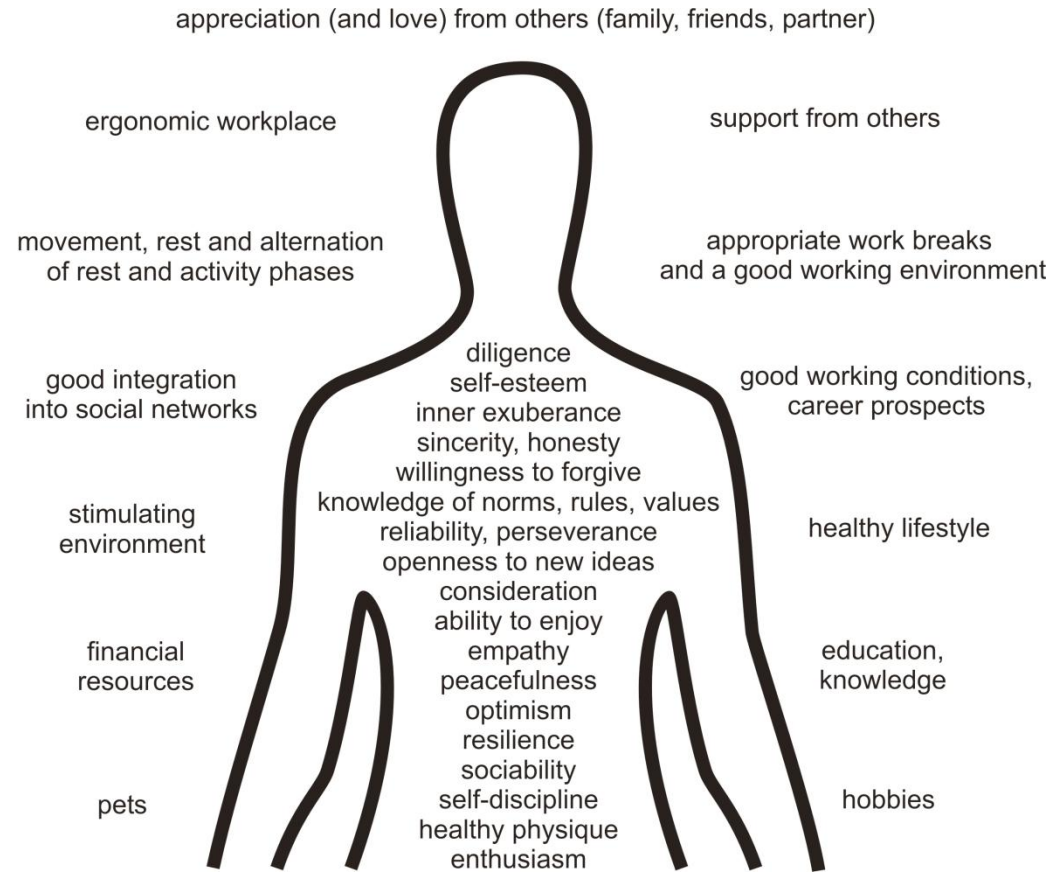 appreciation (and love) from others (family, friends, partner)
ergonomic workplace
support from others
movement, rest and alternation
of rest and activity phases
appropriate work breaks
and a good working environment
good integration
into social networks
good working conditions,
career prospects
stimulating
environment
healthy lifestyle
financial
resources
education,
knowledge
pets
hobbies
diligence
self-esteem
inner exuberance
sincerity, honesty
willingness to forgive
knowledge of norms, rules, values
reliability, perseverance
openness to new ideas
consideration
ability to enjoy
empathy
peacefulness
optimism
resilience
sociability
self-discipline
healthy physique
enthusiasm